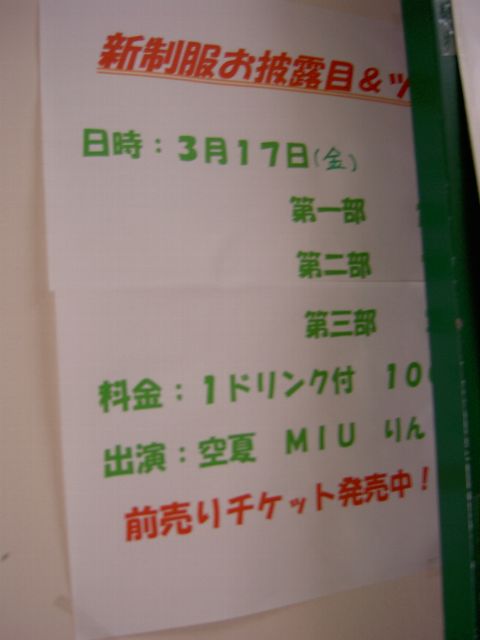 新制服お披露目&ッ
日時：３月１７日(金)
第一部
第二部
第三部
料金：１ドリンク付 １０
出演：空夏 ＭＩＵ りん
前売りチケット発売中！